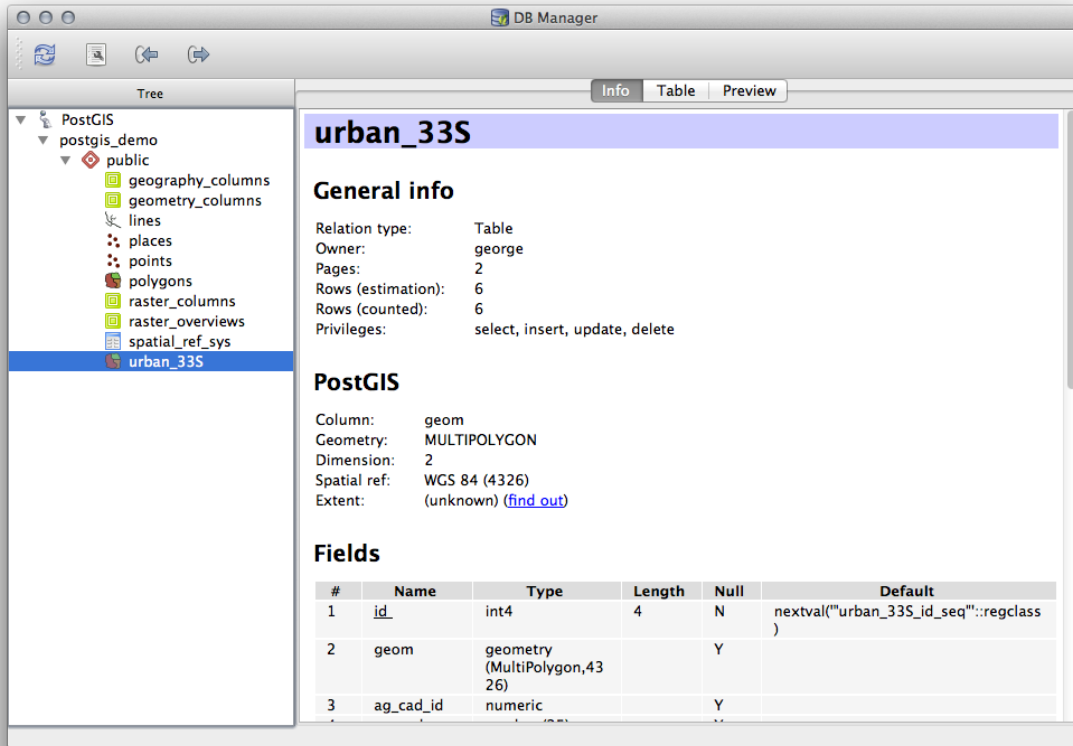 DB Manager
Tree
Info Table Preview
PostGIS
postgis_demo
public
geography_columns
geometry_columns
lines
places
points
polygons
raster_columns
raster_overviews
spatial_ref_sys
urban_33S
urban_33S
General info
Relation type: Table
Owner: george
Pages: 2
Rows (estimation): 6
Rows (counted): 6
Privileges: select, insert, update, delete
PostGIS
Column: geom
Geometry: MULTIPOLYGON
Dimension: 2
Spatial ref: WGS 84 (4326)
Extent: (unknown) (find out)
Fields
# Name Type Length Null Default
1 id int4 4 N nextval('"urban_33S_id_seq"'::regclass
)
2 geom geometry Y
(MultiPolygon,43
26)
3 ag_cad_id numeric Y